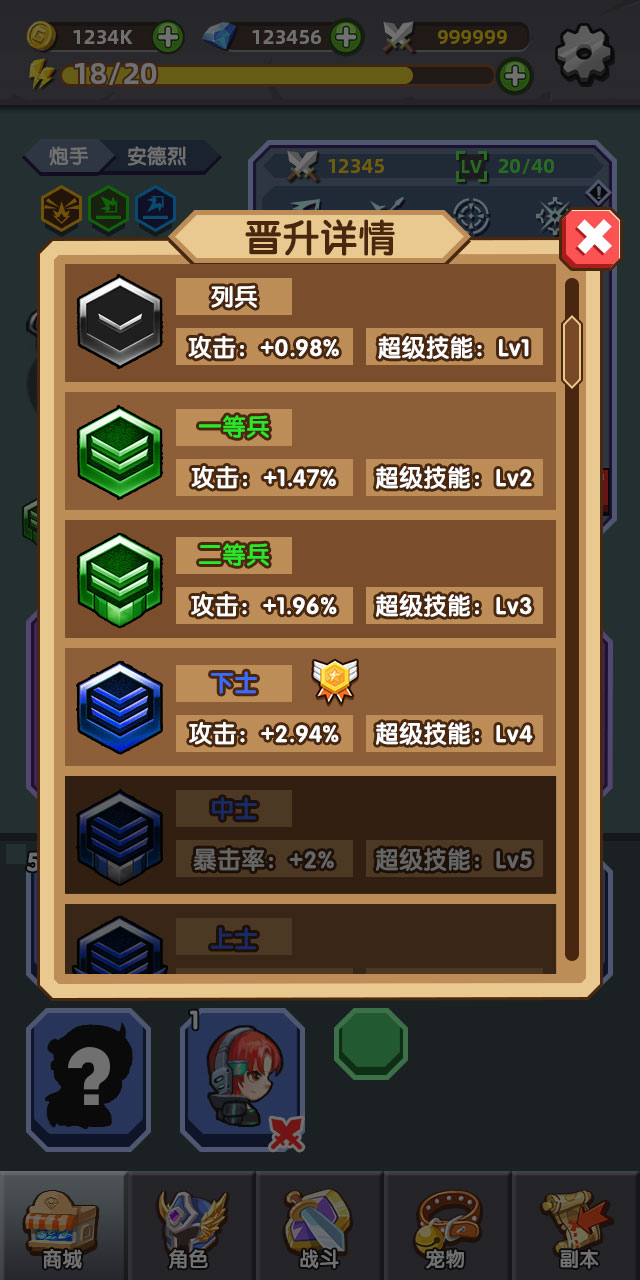 1234K 123456 999999
18/20
炮手 安德烈
12345 LV 20/40
晋升详情
列兵
攻击：+0.98% 超级技能：Lv1
一等兵
攻击：+1.47% 超级技能：Lv2
二等兵
攻击：+1.96% 超级技能：Lv3
下士
攻击：+2.94% 超级技能：Lv4
中士
暴击率：+2% 超级技能：Lv5
5
上士
? 1
商城 角色 战斗 宠物 副本